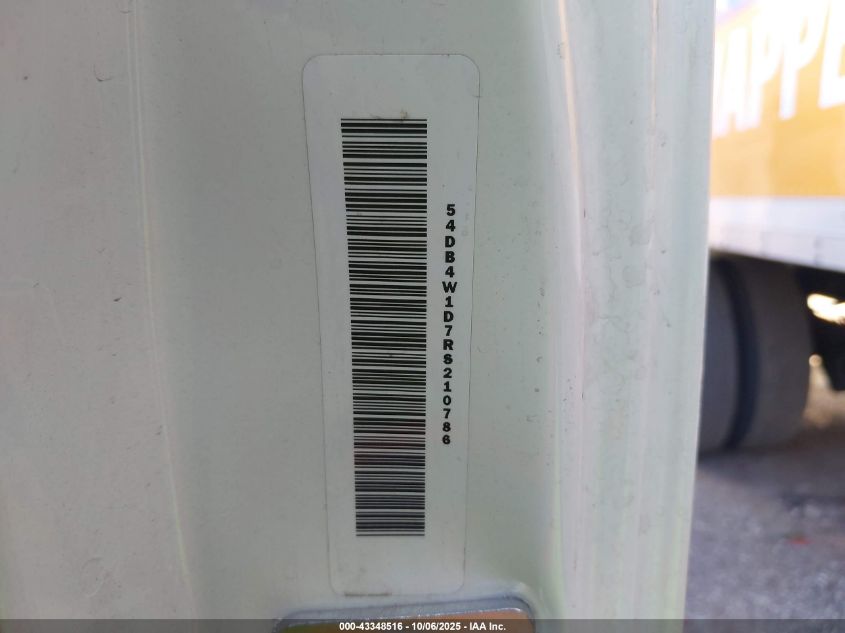 54DB4W1D7RS210786
APPE
000-43348516 - 10/06/2025 - IAA Inc.